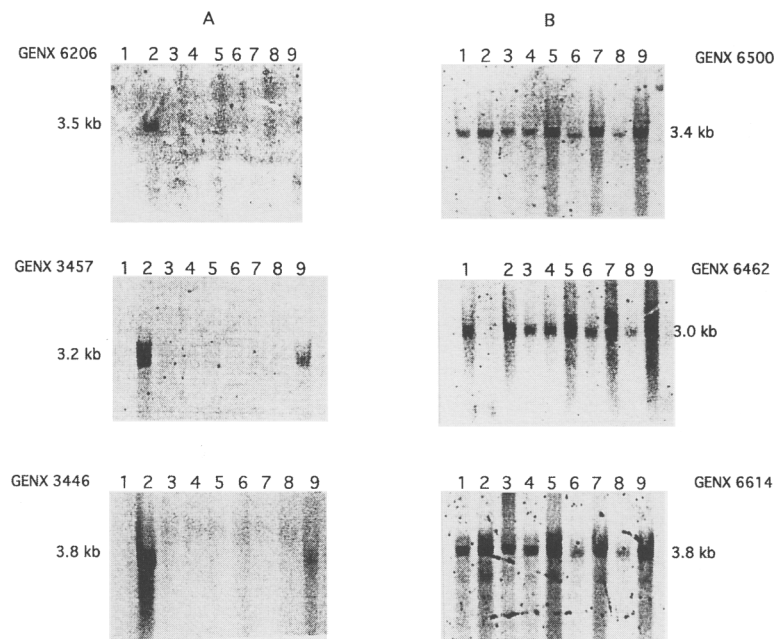 A
GENX 6206
1 2 3 4 5 6 7 8 9
3.5 kb
GENX 3457
1 2 3 4 5 6 7 8 9
3.2 kb
GENX 3446
1 2 3 4 5 6 7 8 9
3.8 kb
B
1 2 3 4 5 6 7 8 9
GENX 6500
3.4 kb
1 2 3 4 5 6 7 8 9
GENX 6462
3.0 kb
1 2 3 4 5 6 7 8 9
GENX 6614
3.8 kb